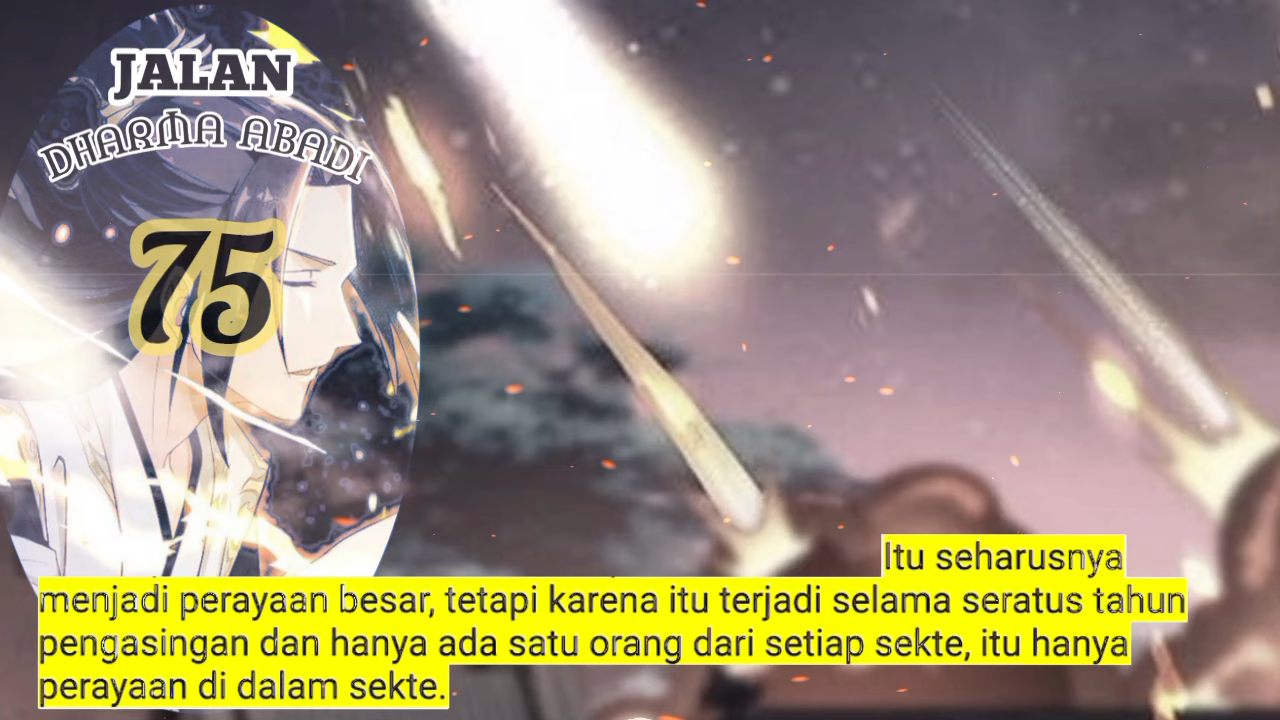 JALAN
DHARMA ABADI
75
Itu seharusnya
menjadi perayaan besar, tetapi karena itu terjadi selama seratus tahun
pengasingan dan hanya ada satu orang dari setiap sekte, itu hanya
perayaan di dalam sekte.